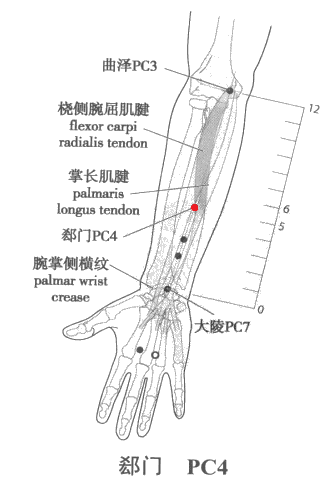 曲泽PC3
12
桡侧腕屈肌腱
flexor carpi
radialis tendon
掌长肌腱
palmaris
longus tendon
6
5
郄门PC4
腕掌侧横纹
palmar wrist
crease
0
大陵PC7
郄门 PC4